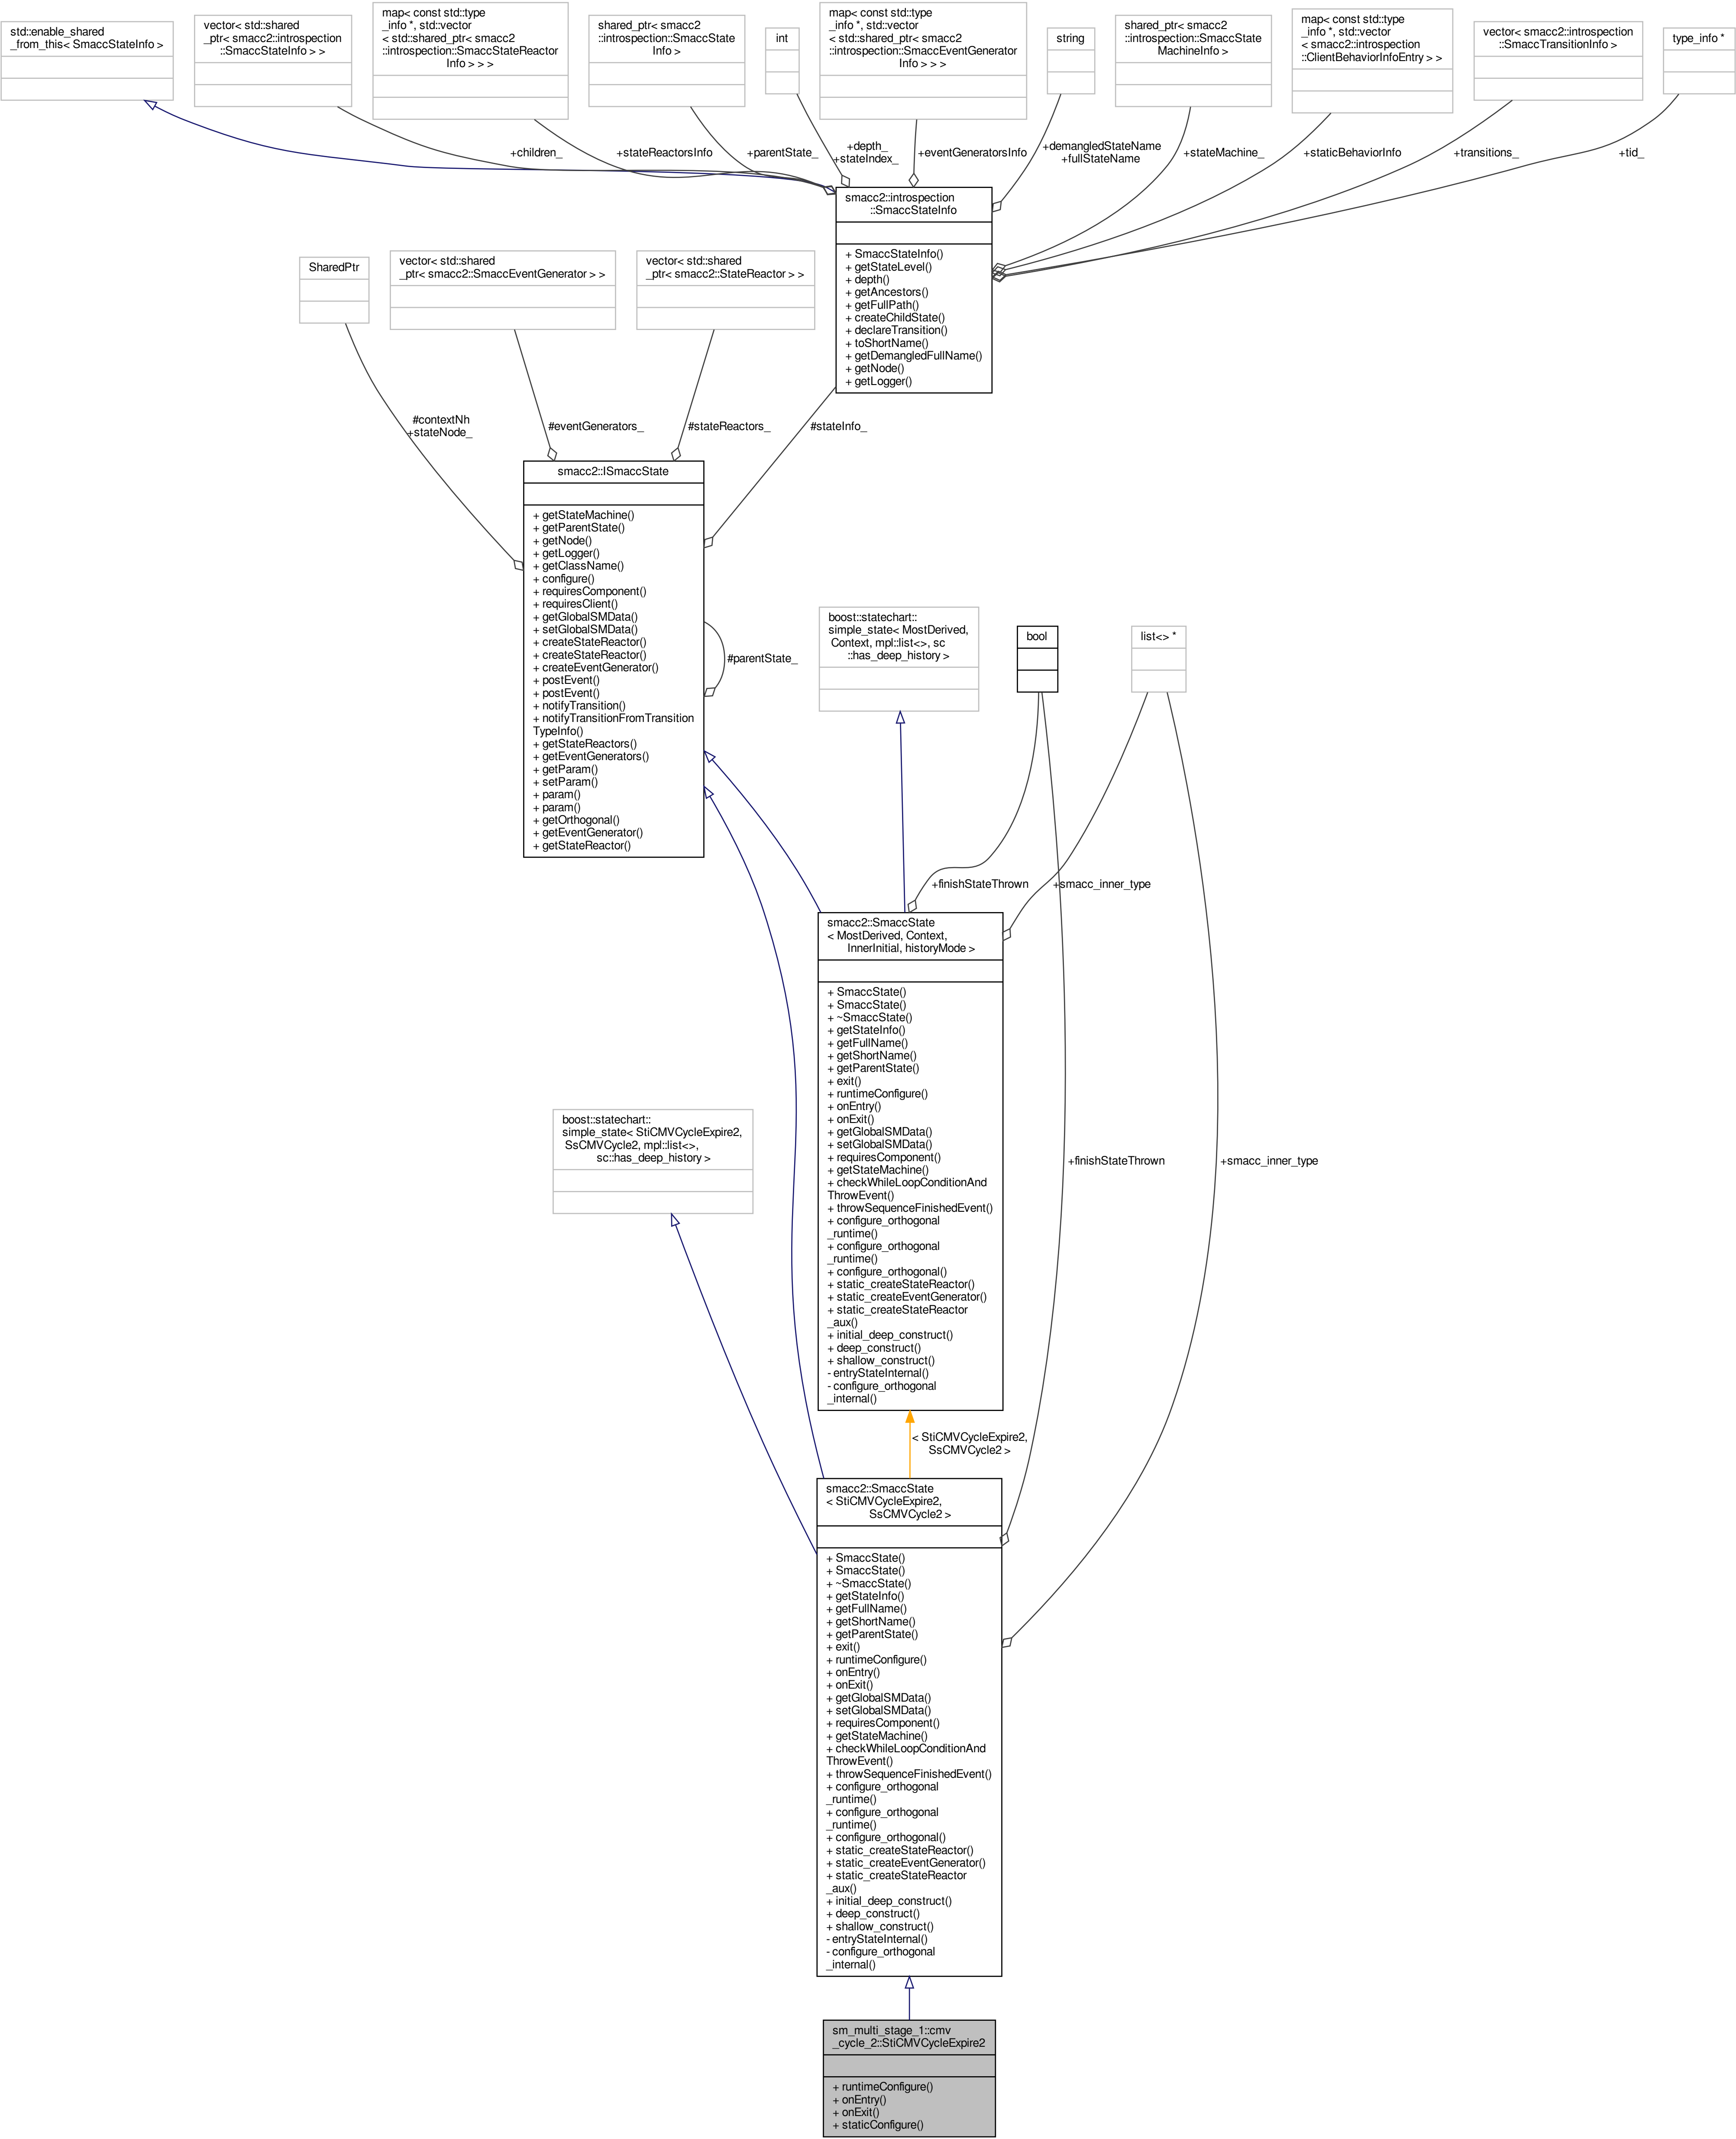 std::enable_shared
_from_this< SmaccStateInfo >
vector< std::shared
_ptr< smacc2::introspection
::SmaccStateInfo > >
map< const std::type
_info *, std::vector
< std::shared_ptr< smacc2
::introspection::SmaccStateReactor
Info > > >
shared_ptr< smacc2
::introspection::SmaccState
Info >
int
map< const std::type
_info *, std::vector
< std::shared_ptr< smacc2
::introspection::SmaccEventGenerator
Info > > >
string
shared_ptr< smacc2
::introspection::SmaccState
MachineInfo >
map< const std::type
_info *, std::vector
< smacc2::introspection
::ClientBehaviorInfoEntry > >
vector< smacc2::introspection
::SmaccTransitionInfo >
type_info *
+children_
+stateReactorsInfo
+parentState_
+depth_
+stateIndex_
+eventGeneratorsInfo
+demangledStateName
+fullStateName
+stateMachine_
+staticBehaviorInfo
+transitions_
+tid_
smacc2::introspection
::SmaccStateInfo
+ SmaccStateInfo()
+ getStateLevel()
+ depth()
+ getAncestors()
+ getFullPath()
+ createChildState()
+ declareTransition()
+ toShortName()
+ getDemangledFullName()
+ getNode()
+ getLogger()
SharedPtr
vector< std::shared
_ptr< smacc2::SmaccEventGenerator > >
vector< std::shared
_ptr< smacc2::StateReactor > >
#contextNh
+stateNode_
#eventGenerators_
#stateReactors_
#stateInfo_
smacc2::ISmaccState
+ getStateMachine()
+ getParentState()
+ getNode()
+ getLogger()
+ getClassName()
+ configure()
+ requiresComponent()
+ requiresClient()
+ getGlobalSMData()
+ setGlobalSMData()
+ createStateReactor()
+ createStateReactor()
+ createEventGenerator()
+ postEvent()
+ postEvent()
+ notifyTransition()
+ notifyTransitionFromTransition
TypeInfo()
+ getStateReactors()
+ getEventGenerators()
+ getParam()
+ setParam()
+ param()
+ param()
+ getOrthogonal()
+ getEventGenerator()
+ getStateReactor()
#parentState_
boost::statechart::
simple_state< MostDerived,
Context, mpl::list<>, sc
::has_deep_history >
bool
list<> *
+finishStateThrown
+smacc_inner_type
smacc2::SmaccState
< MostDerived, Context,
InnerInitial, historyMode >
+ SmaccState()
+ SmaccState()
+ ~SmaccState()
+ getStateInfo()
+ getFullName()
+ getShortName()
+ getParentState()
+ exit()
+ runtimeConfigure()
+ onEntry()
+ onExit()
+ getGlobalSMData()
+ setGlobalSMData()
+ requiresComponent()
+ getStateMachine()
+ checkWhileLoopConditionAnd
ThrowEvent()
+ throwSequenceFinishedEvent()
+ configure_orthogonal
_runtime()
+ configure_orthogonal
_runtime()
+ configure_orthogonal()
+ static_createStateReactor()
+ static_createEventGenerator()
+ static_createStateReactor
_aux()
+ initial_deep_construct()
+ deep_construct()
+ shallow_construct()
- entryStateInternal()
- configure_orthogonal
_internal()
boost::statechart::
simple_state< StiCMVCycleExpire2,
SsCMVCycle2, mpl::list<>,
sc::has_deep_history >
+finishStateThrown
+smacc_inner_type
< StiCMVCycleExpire2,
SsCMVCycle2 >
smacc2::SmaccState
< StiCMVCycleExpire2,
SsCMVCycle2 >
+ SmaccState()
+ SmaccState()
+ ~SmaccState()
+ getStateInfo()
+ getFullName()
+ getShortName()
+ getParentState()
+ exit()
+ runtimeConfigure()
+ onEntry()
+ onExit()
+ getGlobalSMData()
+ setGlobalSMData()
+ requiresComponent()
+ getStateMachine()
+ checkWhileLoopConditionAnd
ThrowEvent()
+ throwSequenceFinishedEvent()
+ configure_orthogonal
_runtime()
+ configure_orthogonal
_runtime()
+ configure_orthogonal()
+ static_createStateReactor()
+ static_createEventGenerator()
+ static_createStateReactor
_aux()
+ initial_deep_construct()
+ deep_construct()
+ shallow_construct()
- entryStateInternal()
- configure_orthogonal
_internal()
sm_multi_stage_1::cmv
_cycle_2::StiCMVCycleExpire2
+ runtimeConfigure()
+ onEntry()
+ onExit()
+ staticConfigure()